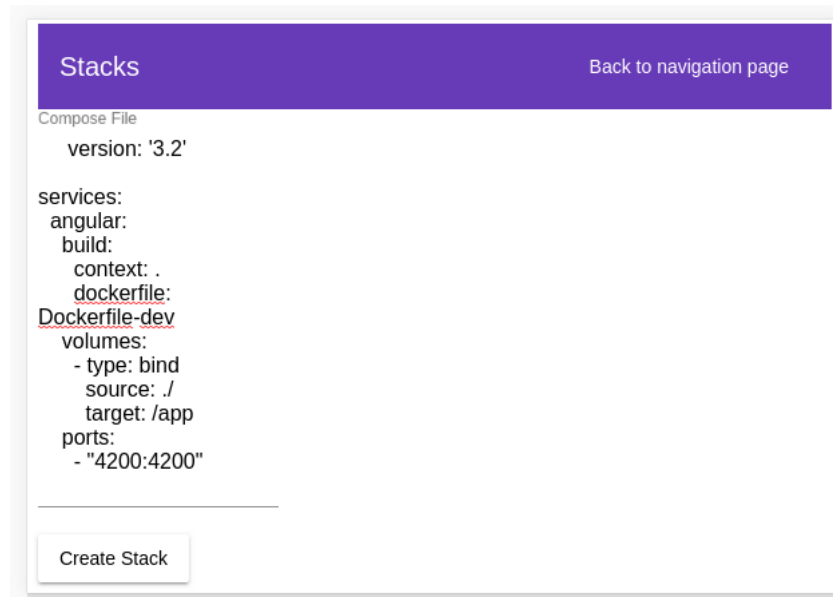 Stacks
Back to navigation page
Compose File
version: '3.2'
services:
angular:
build:
context: .
dockerfile:
Dockerfile-dev
volumes:
- type: bind
source: ./
target: /app
ports:
- "4200:4200"
Create Stack